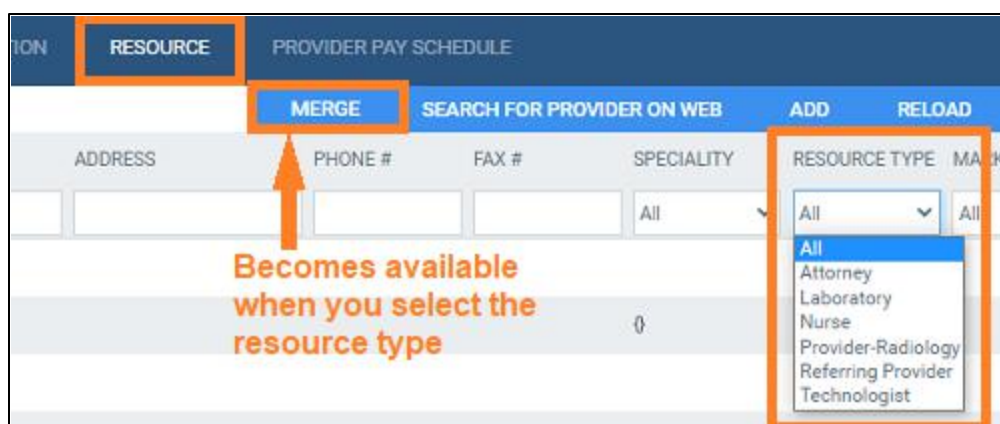 TION RESOURCE PROVIDER PAY SCHEDULE
MERGE SEARCH FOR PROVIDER ON WEB ADD RELOAD
ADDRESS PHONE # FAX # SPECIALITY RESOURCE TYPE MARK
All All All
All
Attorney
Laboratory
Nurse
Provider-Radiology
Referring Provider
Technologist
Becomes available
when you select the
resource type
{}